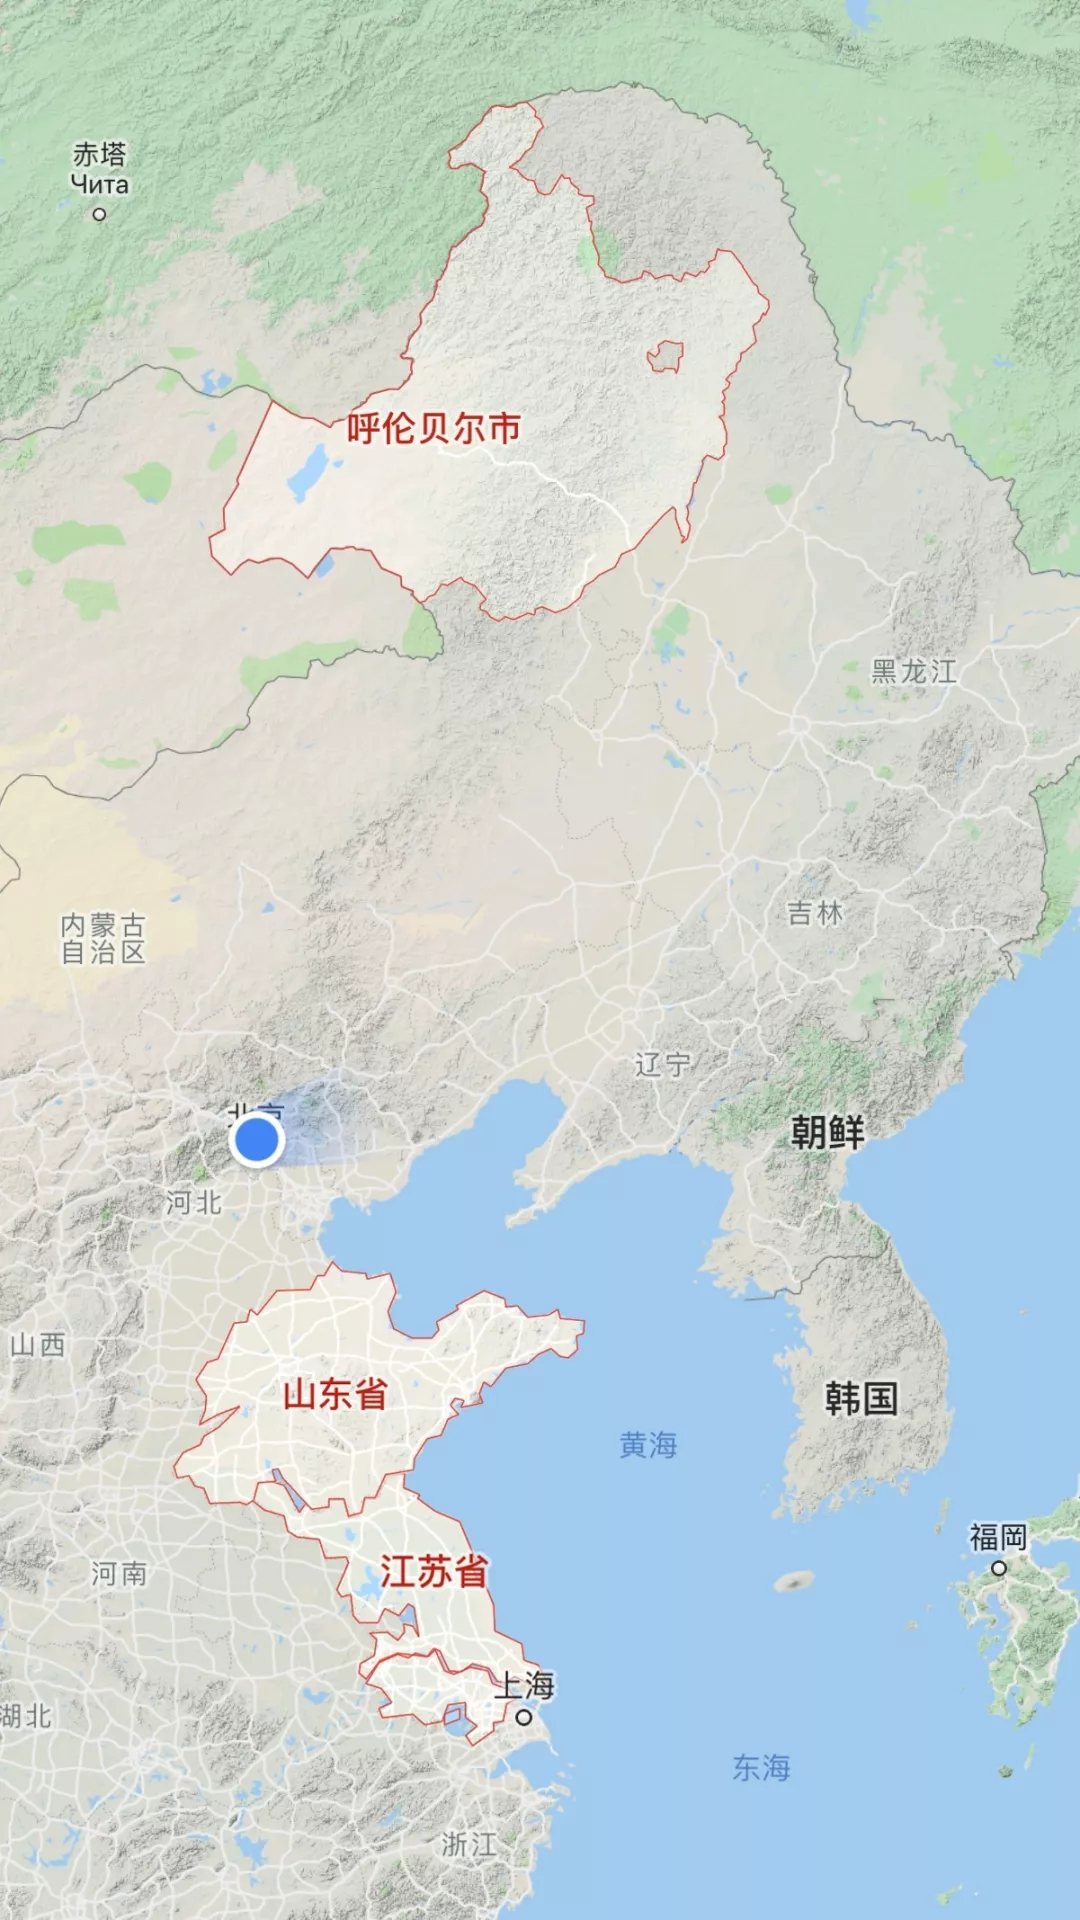 赤塔
Чита
呼伦贝尔市
黑龙江
内蒙古
自治区
吉林
辽宁
北京
朝鲜
河北
山西
山东省
韩国
黄海
福冈
河南
江苏省
上海
湖北
东海
浙江